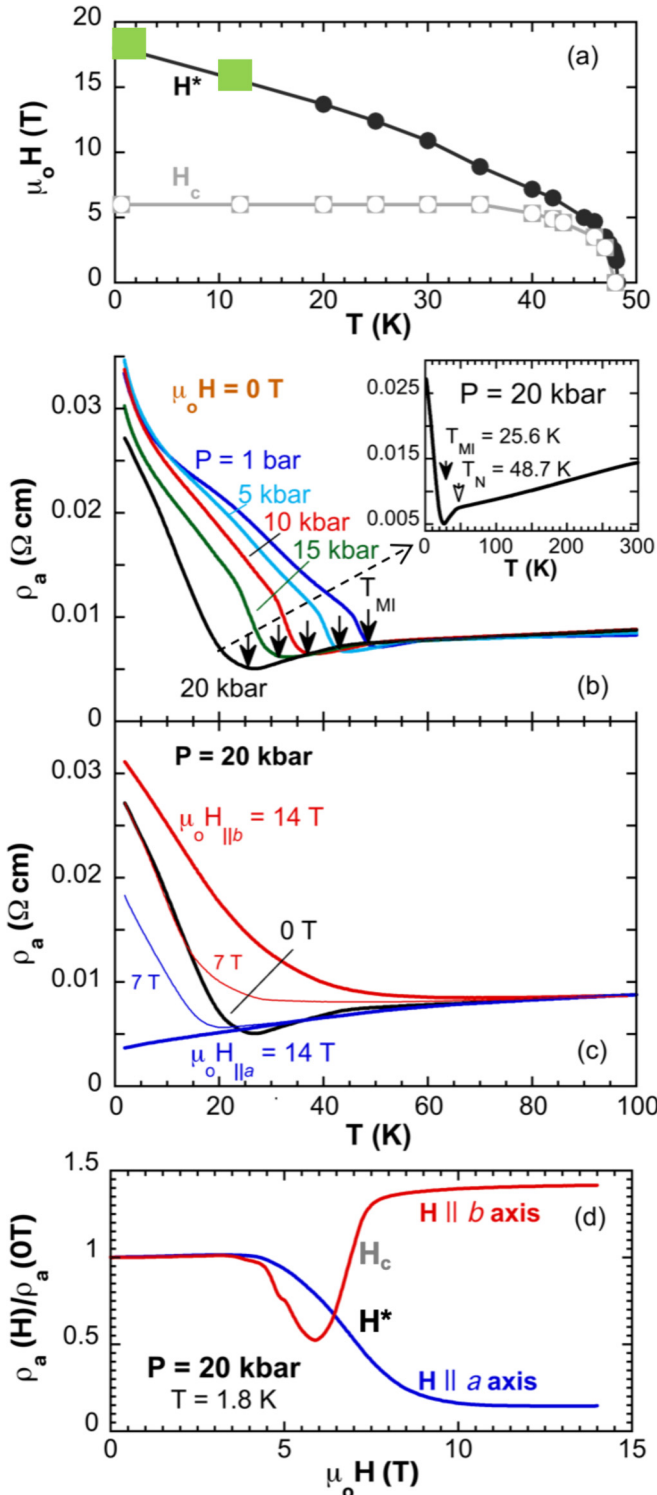 20
15
10
5
0
μoH (T)
(a)
H*
Hc
0
10
20
30
40
50
T (K)
0.03
0.02
0.01
0
ρa (Ω cm)
μoH = 0 T
P = 1 bar
5 kbar
10 kbar
15 kbar
20 kbar
TMI
(b)
0.025
0.015
0.005
P = 20 kbar
TMI = 25.6 K
TN = 48.7 K
0
100
200
300
T (K)
0.03
0.02
0.01
0
ρa (Ω cm)
P = 20 kbar
μoH||b = 14 T
0 T
7 T
7 T
μoH||a = 14 T
(c)
0
20
40
60
80
100
T (K)
1.5
1
0.5
0
ρa (H)/ρa (0T)
H || b axis
(d)
Hc
H*
P = 20 kbar
T = 1.8 K
H || a axis
0
5
10
15
μoH (T)